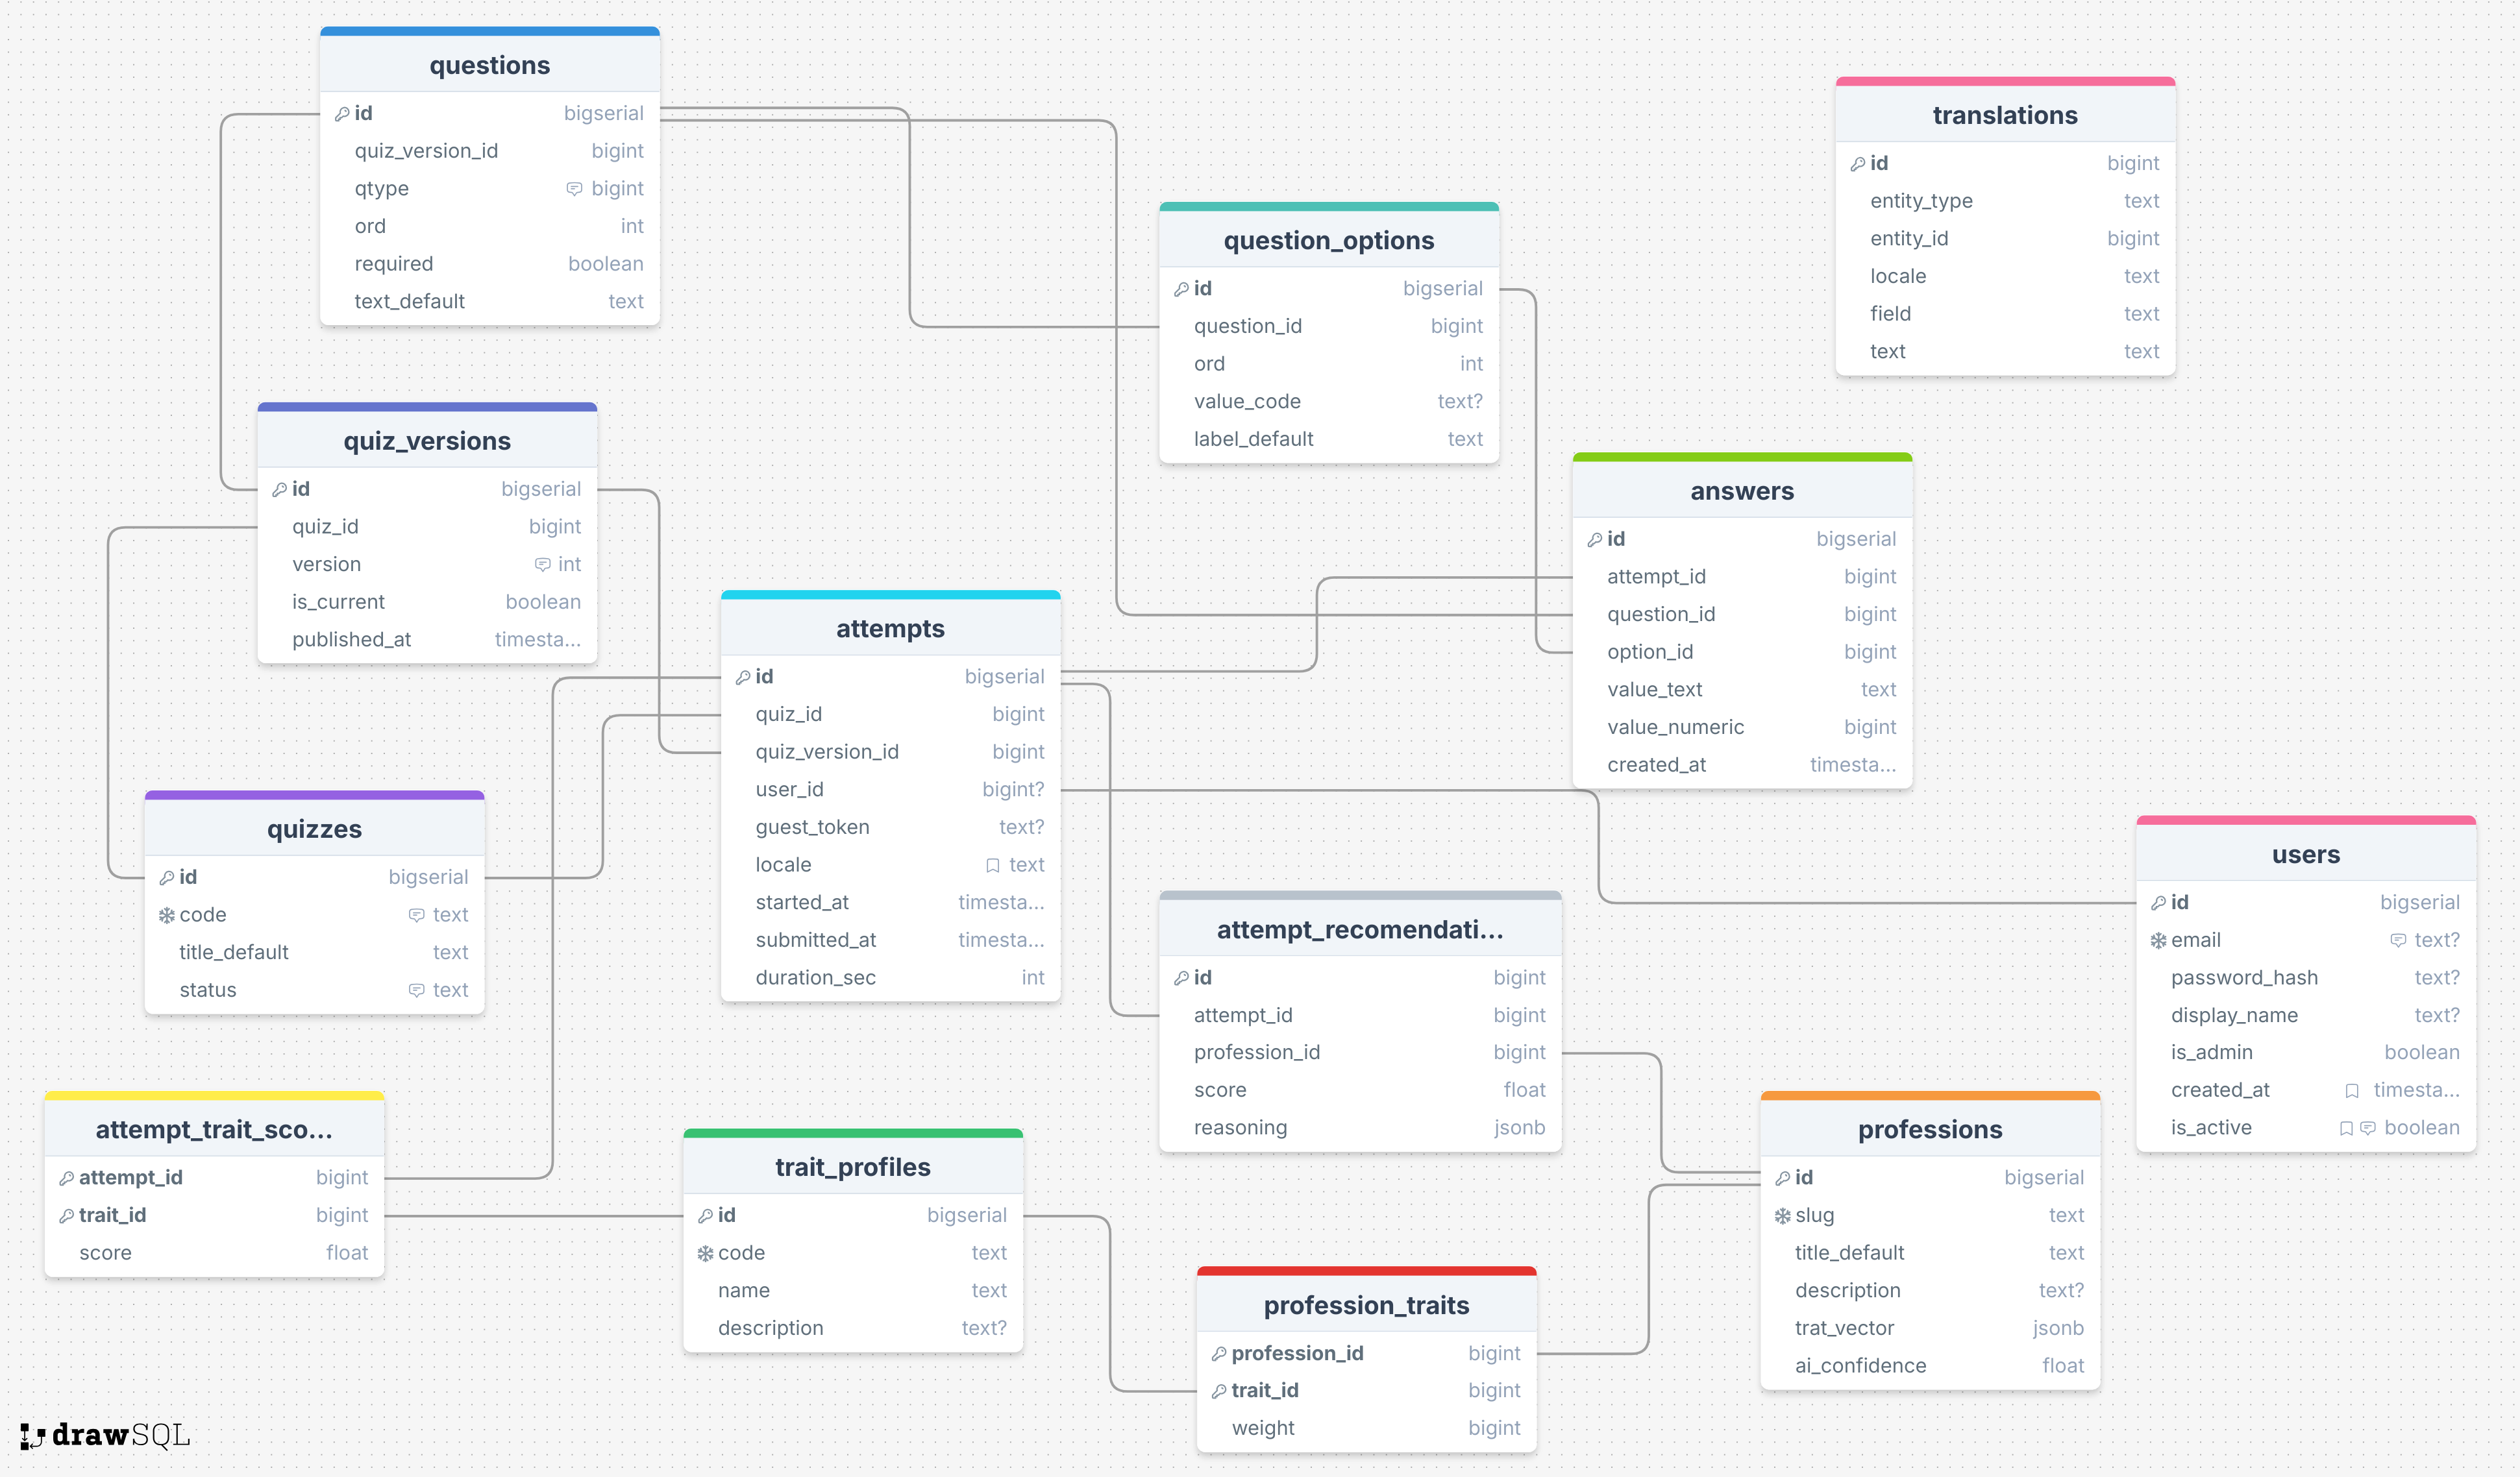 questions
id bigserial
quiz_version_id bigint
qtype bigint
ord int
required boolean
text_default text
translations
id bigint
entity_type text
entity_id bigint
locale text
field text
text text
question_options
id bigserial
question_id bigint
ord int
value_code text?
label_default text
quiz_versions
id bigserial
quiz_id bigint
version int
is_current boolean
published_at timesta...
answers
id bigserial
attempt_id bigint
question_id bigint
option_id bigint
value_text text
value_numeric bigint
created_at timesta...
attempts
id bigserial
quiz_id bigint
quiz_version_id bigint
user_id bigint?
guest_token text?
locale text
started_at timesta...
submitted_at timesta...
duration_sec int
quizzes
id bigserial
code text
title_default text
status text
users
id bigserial
email text?
password_hash text?
display_name text?
is_admin boolean
created_at timesta...
is_active boolean
attempt_recomendati...
id bigint
attempt_id bigint
profession_id bigint
score float
reasoning jsonb
attempt_trait_sco...
attempt_id bigint
trait_id bigint
score float
trait_profiles
id bigserial
code text
name text
description text?
professions
id bigserial
slug text
title_default text
description text?
trat_vector jsonb
ai_confidence float
profession_traits
profession_id bigint
trait_id bigint
weight bigint
drawSQL